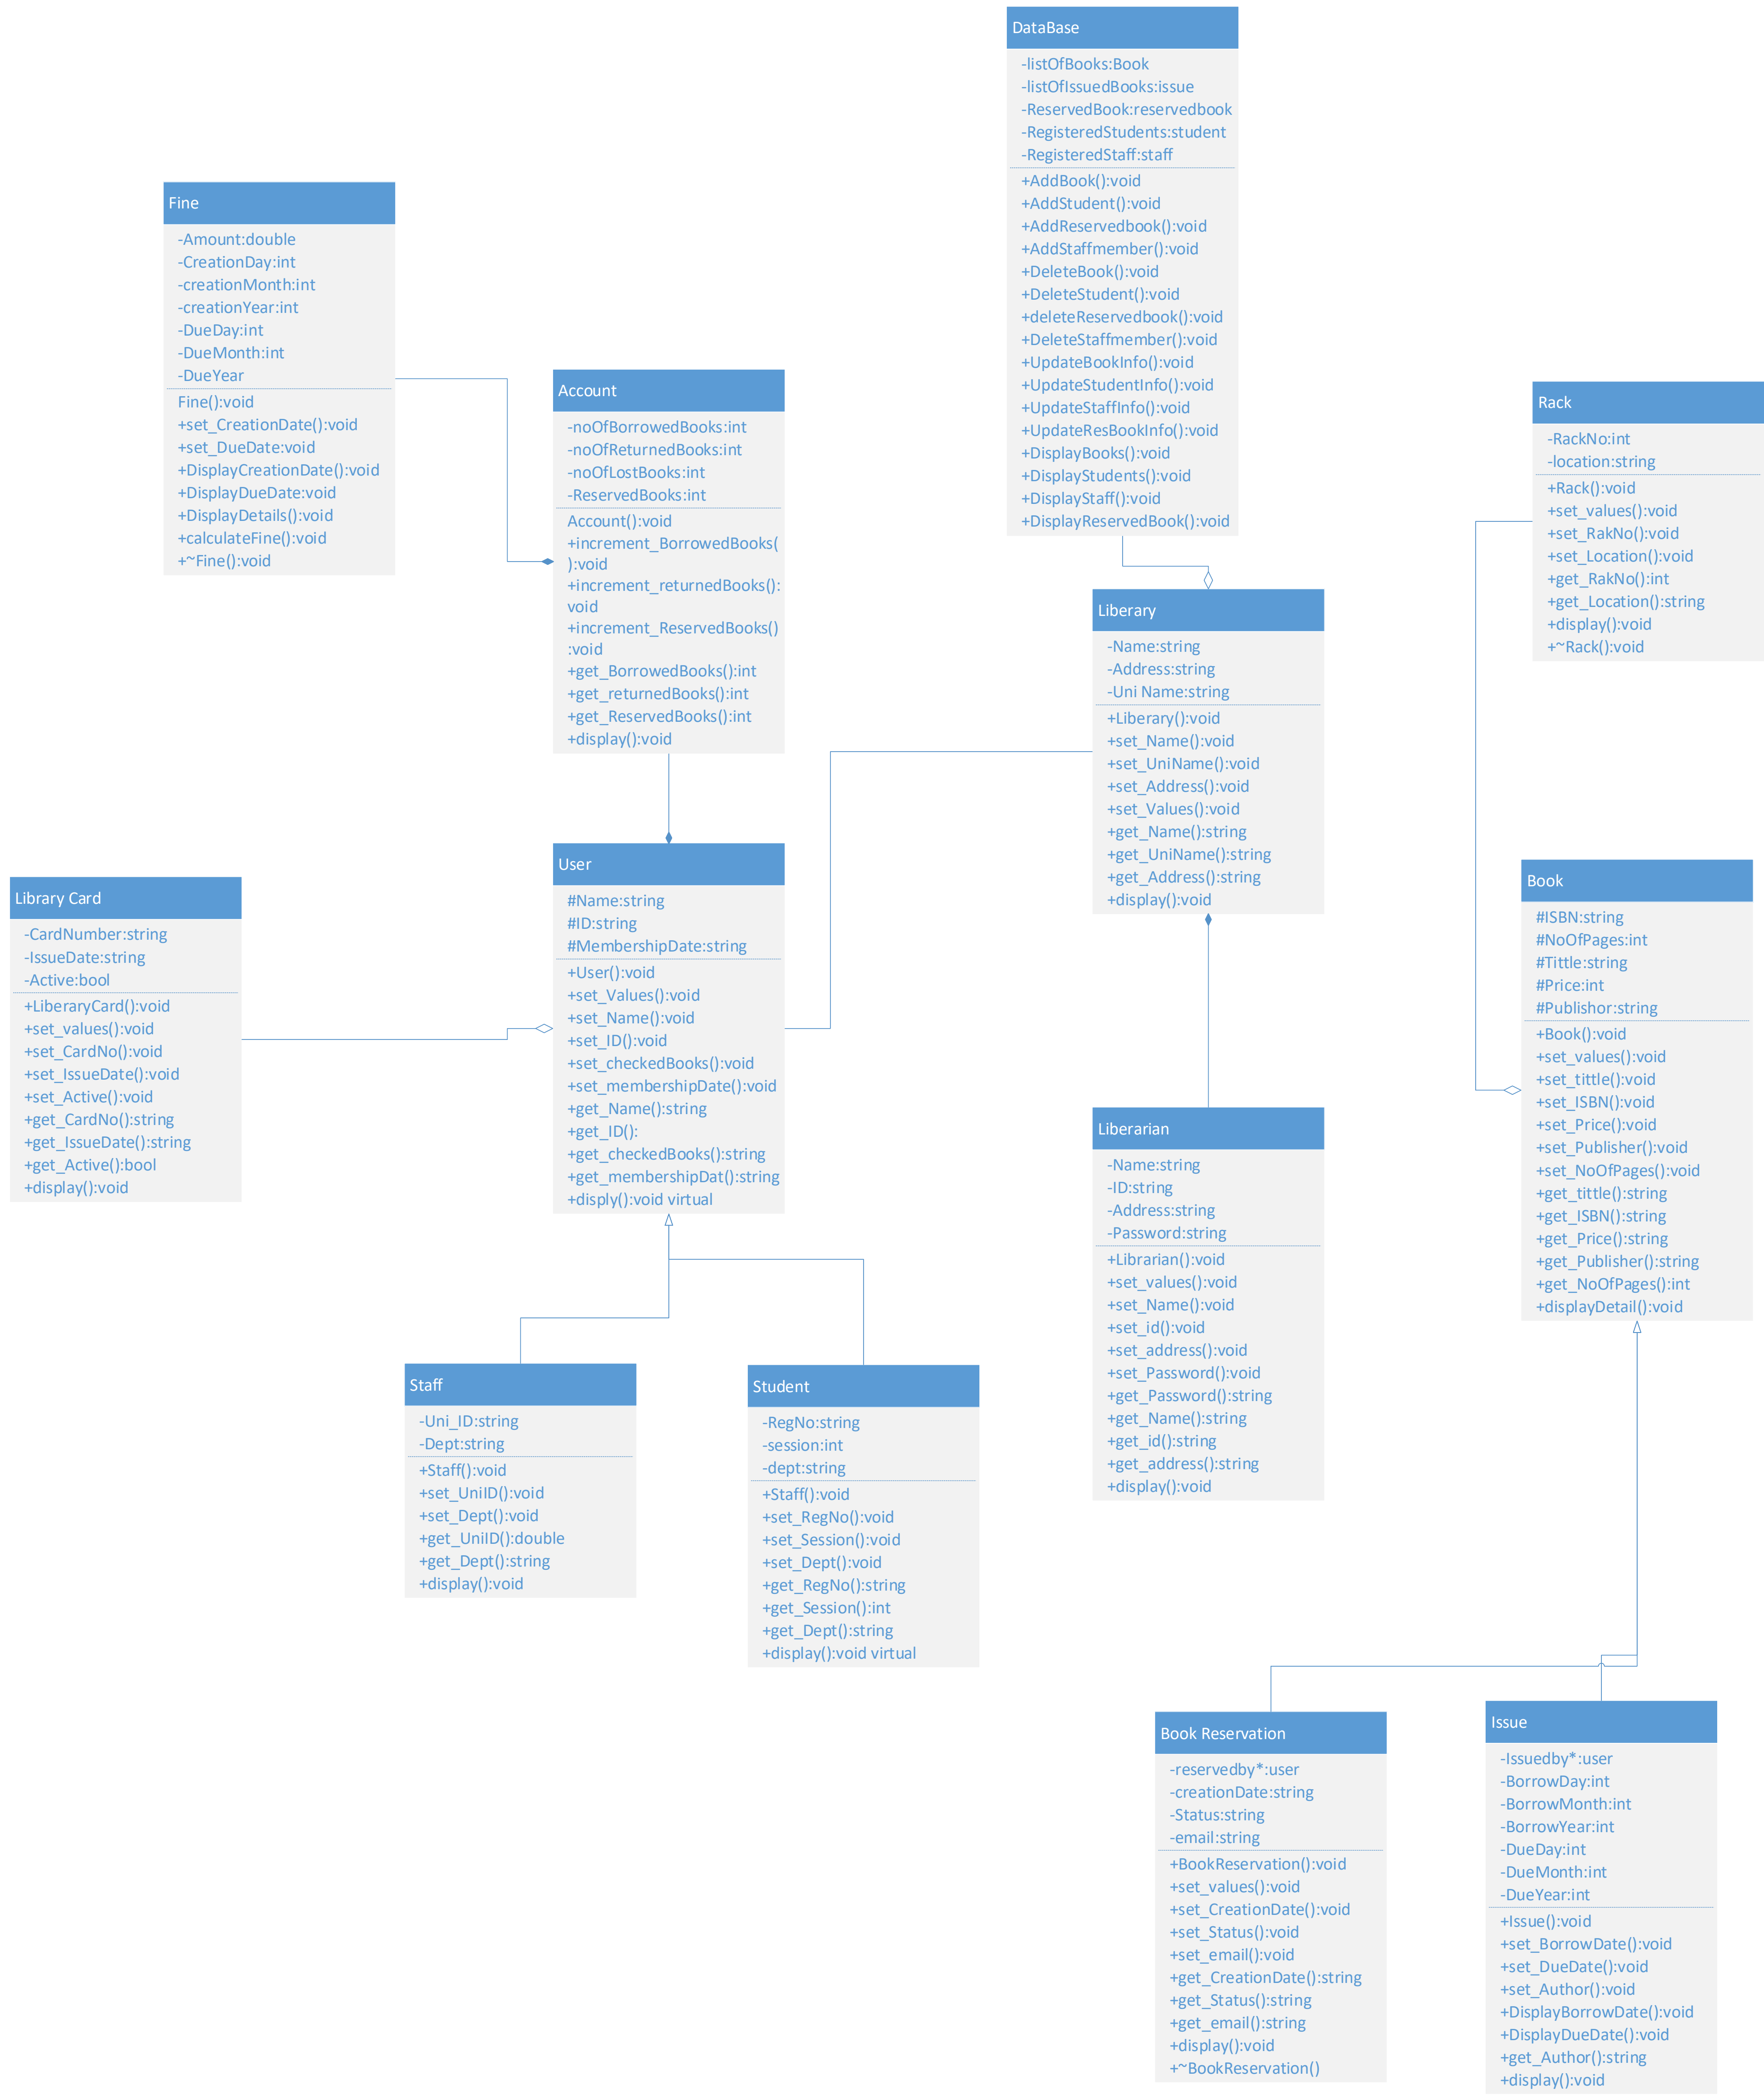 DataBase
-listOfBooks:Book
-listOfIssuedBooks:issue
-ReservedBook:reservedbook
-RegisteredStudents:student
-RegisteredStaff:staff
+AddBook():void
+AddStudent():void
+AddReservedbook():void
+AddStaffmember():void
+DeleteBook():void
+DeleteStudent():void
+deleteReservedbook():void
+DeleteStaffmember():void
+UpdateBookInfo():void
+UpdateStudentInfo():void
+UpdateStaffInfo():void
+UpdateResBookInfo():void
+DisplayBooks():void
+DisplayStudents():void
+DisplayStaff():void
+DisplayReservedBook():void
Fine
-Amount:double
-CreationDay:int
-creationMonth:int
-creationYear:int
-DueDay:int
-DueMonth:int
-DueYear
Fine():void
+set_CreationDate():void
+set_DueDate:void
+DisplayCreationDate():void
+DisplayDueDate:void
+DisplayDetails():void
+calculateFine():void
+~Fine():void
Account
-noOfBorrowedBooks:int
-noOfReturnedBooks:int
-noOfLostBooks:int
-ReservedBooks:int
Account():void
+increment_BorrowedBooks(
):void
+increment_returnedBooks():
void
+increment_ReservedBooks()
:void
+get_BorrowedBooks():int
+get_returnedBooks():int
+get_ReservedBooks():int
+display():void
Rack
-RackNo:int
-location:string
+Rack():void
+set_values():void
+set_RakNo():void
+set_Location():void
+get_RakNo():int
+get_Location():string
+display():void
+~Rack():void
Liberary
-Name:string
-Address:string
-Uni Name:string
+Liberary():void
+set_Name():void
+set_UniName():void
+set_Address():void
+set_Values():void
+get_Name():string
+get_UniName():string
+get_Address():string
+display():void
User
#Name:string
#ID:string
#MembershipDate:string
+User():void
+set_Values():void
+set_Name():void
+set_ID():void
+set_checkedBooks():void
+set_membershipDate():void
+get_Name():string
+get_ID():
+get_checkedBooks():string
+get_membershipDat():string
+disply():void virtual
Library Card
-CardNumber:string
-IssueDate:string
-Active:bool
+LiberaryCard():void
+set_values():void
+set_CardNo():void
+set_IssueDate():void
+set_Active():void
+get_CardNo():string
+get_IssueDate():string
+get_Active():bool
+display():void
Book
#ISBN:string
#NoOfPages:int
#Tittle:string
#Price:int
#Publishor:string
+Book():void
+set_values():void
+set_tittle():void
+set_ISBN():void
+set_Price():void
+set_Publisher():void
+set_NoOfPages():void
+get_tittle():string
+get_ISBN():string
+get_Price():string
+get_Publisher():string
+get_NoOfPages():int
+displayDetail():void
Liberarian
-Name:string
-ID:string
-Address:string
-Password:string
+Librarian():void
+set_values():void
+set_Name():void
+set_id():void
+set_address():void
+set_Password():void
+get_Password():string
+get_Name():string
+get_id():string
+get_address():string
+display():void
Staff
-Uni_ID:string
-Dept:string
+Staff():void
+set_UniID():void
+set_Dept():void
+get_UniID():double
+get_Dept():string
+display():void
Student
-RegNo:string
-session:int
-dept:string
+Staff():void
+set_RegNo():void
+set_Session():void
+set_Dept():void
+get_RegNo():string
+get_Session():int
+get_Dept():string
+display():void virtual
Book Reservation
-reservedby*:user
-creationDate:string
-Status:string
-email:string
+BookReservation():void
+set_values():void
+set_CreationDate():void
+set_Status():void
+set_email():void
+get_CreationDate():string
+get_Status():string
+get_email():string
+display():void
+~BookReservation()
Issue
-Issuedby*:user
-BorrowDay:int
-BorrowMonth:int
-BorrowYear:int
-DueDay:int
-DueMonth:int
-DueYear:int
+Issue():void
+set_BorrowDate():void
+set_DueDate():void
+set_Author():void
+DisplayBorrowDate():void
+DisplayDueDate():void
+get_Author():string
+display():void